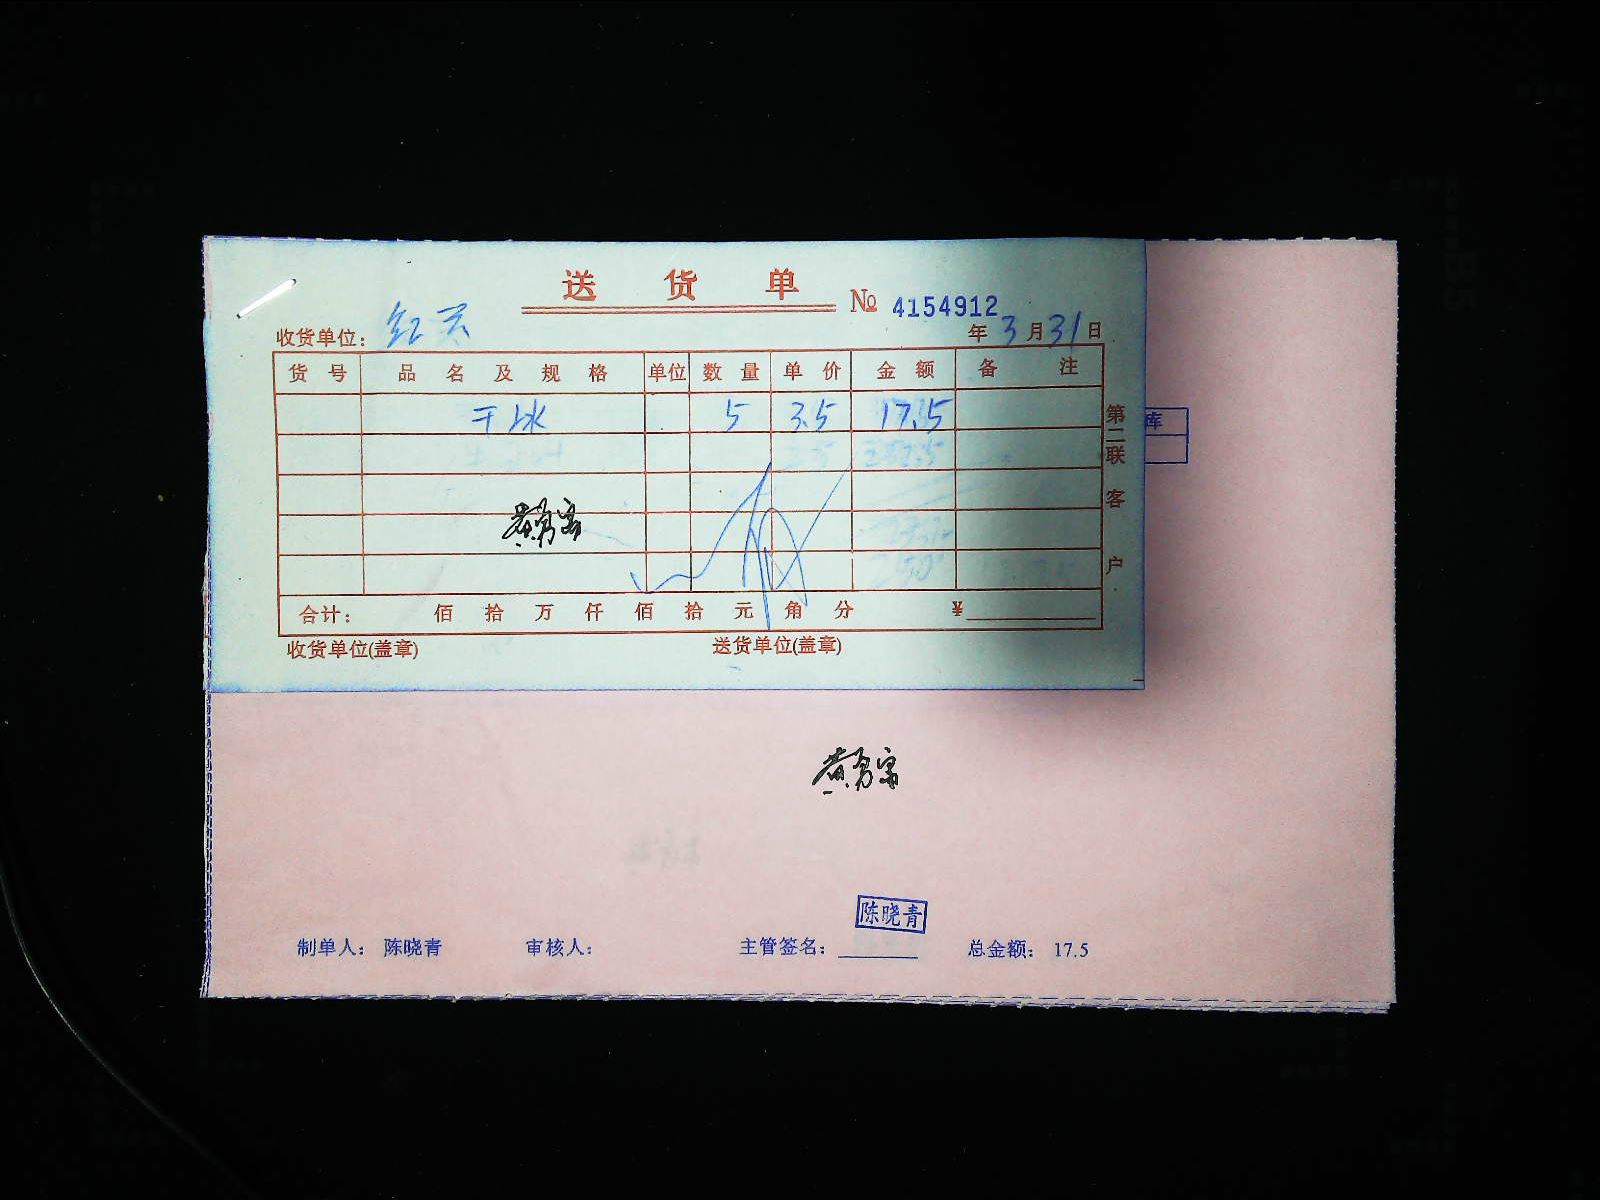 送货单
№ 4154912
收货单位: 红 年 3 月 31 日
货号 品名及规格 单位 数量 单价 金额 备注
干冰 5 3.5 17.5
第二联 客户
库
合计: 佰 拾 万 仟 佰 拾 元 角 分 ¥
收货单位(盖章) 送货单位(盖章)
陈晓青
制单人: 陈晓青 审核人: 主管签名: 总金额: 17.5